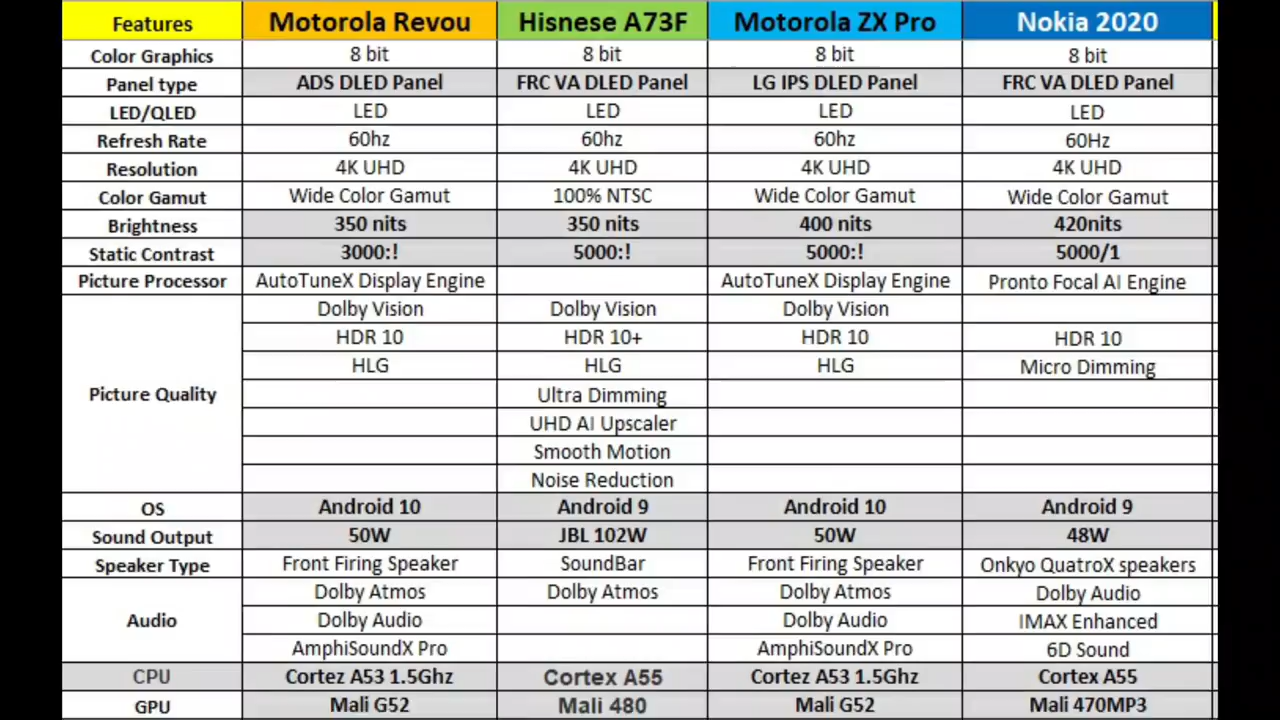 Features Motorola Revou Hisnese A73F Motorola ZX Pro Nokia 2020
Color Graphics 8 bit 8 bit 8 bit 8 bit
Panel type ADS DLED Panel FRC VA DLED Panel LG IPS DLED Panel FRC VA DLED Panel
LED/QLED LED LED LED LED
Refresh Rate 60hz 60hz 60hz 60Hz
Resolution 4K UHD 4K UHD 4K UHD 4K UHD
Color Gamut Wide Color Gamut 100% NTSC Wide Color Gamut Wide Color Gamut
Brightness 350 nits 350 nits 400 nits 420nits
Static Contrast 3000:! 5000:! 5000:! 5000/1
Picture Processor AutoTuneX Display Engine AutoTuneX Display Engine Pronto Focal AI Engine
Dolby Vision Dolby Vision Dolby Vision
HDR 10 HDR 10+ HDR 10 HDR 10
HLG HLG HLG Micro Dimming
Picture Quality Ultra Dimming
UHD AI Upscaler
Smooth Motion
Noise Reduction
OS Android 10 Android 9 Android 10 Android 9
Sound Output 50W JBL 102W 50W 48W
Speaker Type Front Firing Speaker SoundBar Front Firing Speaker Onkyo QuatroX speakers
Dolby Atmos Dolby Atmos Dolby Atmos Dolby Audio
Audio Dolby Audio Dolby Audio IMAX Enhanced
AmphiSoundX Pro AmphiSoundX Pro 6D Sound
CPU Cortez A53 1.5Ghz Cortex A55 Cortez A53 1.5Ghz Cortex A55
GPU Mali G52 Mali 480 Mali G52 Mali 470MP3